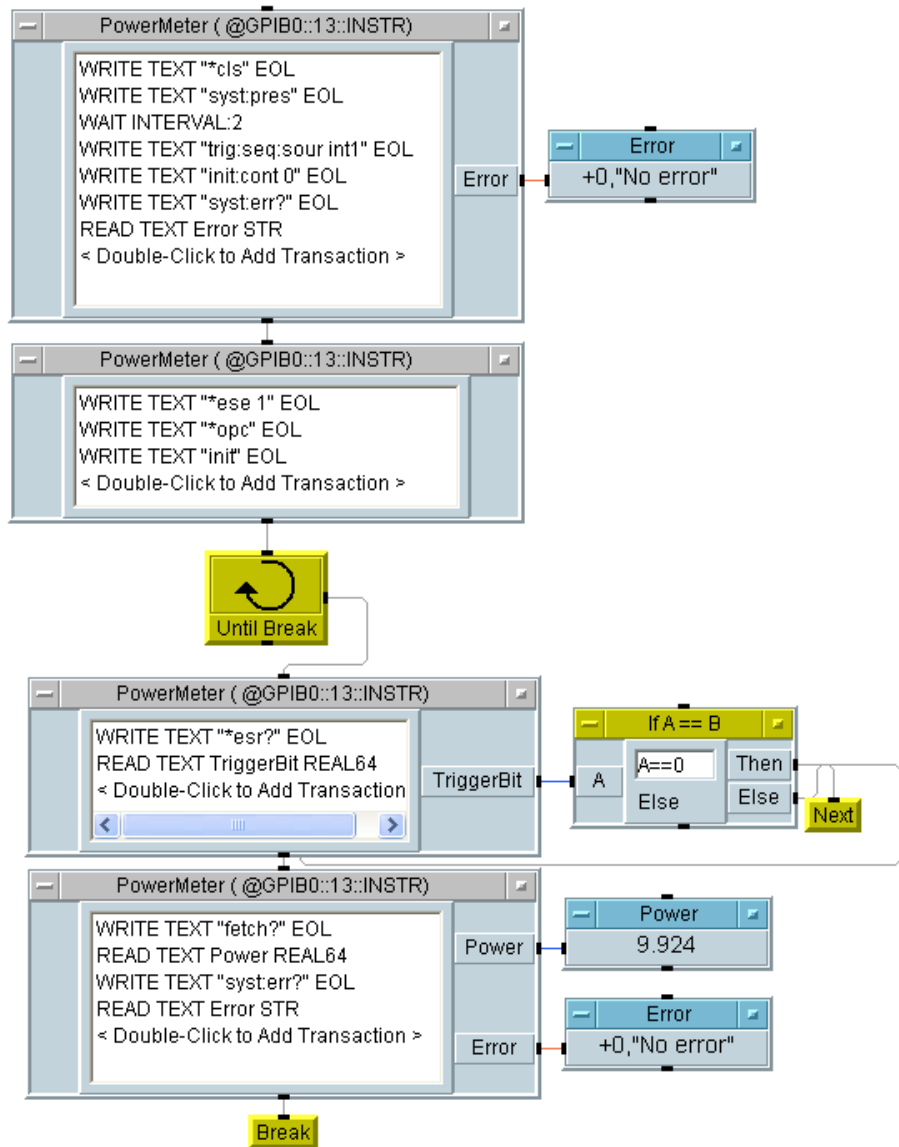 PowerMeter ( @GPIB0::13::INSTR)
WRITE TEXT "*cls" EOL
WRITE TEXT "syst:pres" EOL
WAIT INTERVAL:2
WRITE TEXT "trig:seq:sour int1" EOL
WRITE TEXT "init:cont 0" EOL
WRITE TEXT "syst:err?" EOL
READ TEXT Error STR
< Double-Click to Add Transaction >
Error
Error
+0,"No error"
PowerMeter ( @GPIB0::13::INSTR)
WRITE TEXT "*ese 1" EOL
WRITE TEXT "*opc" EOL
WRITE TEXT "init" EOL
< Double-Click to Add Transaction >
Until Break
PowerMeter ( @GPIB0::13::INSTR)
WRITE TEXT "*esr?" EOL
READ TEXT TriggerBit REAL64
< Double-Click to Add Transaction
TriggerBit
If A == B
A
A==0
Else
Then
Else
Next
PowerMeter ( @GPIB0::13::INSTR)
WRITE TEXT "fetch?" EOL
READ TEXT Power REAL64
WRITE TEXT "syst:err?" EOL
READ TEXT Error STR
< Double-Click to Add Transaction >
Power
Error
Power
9.924
Error
+0,"No error"
Break